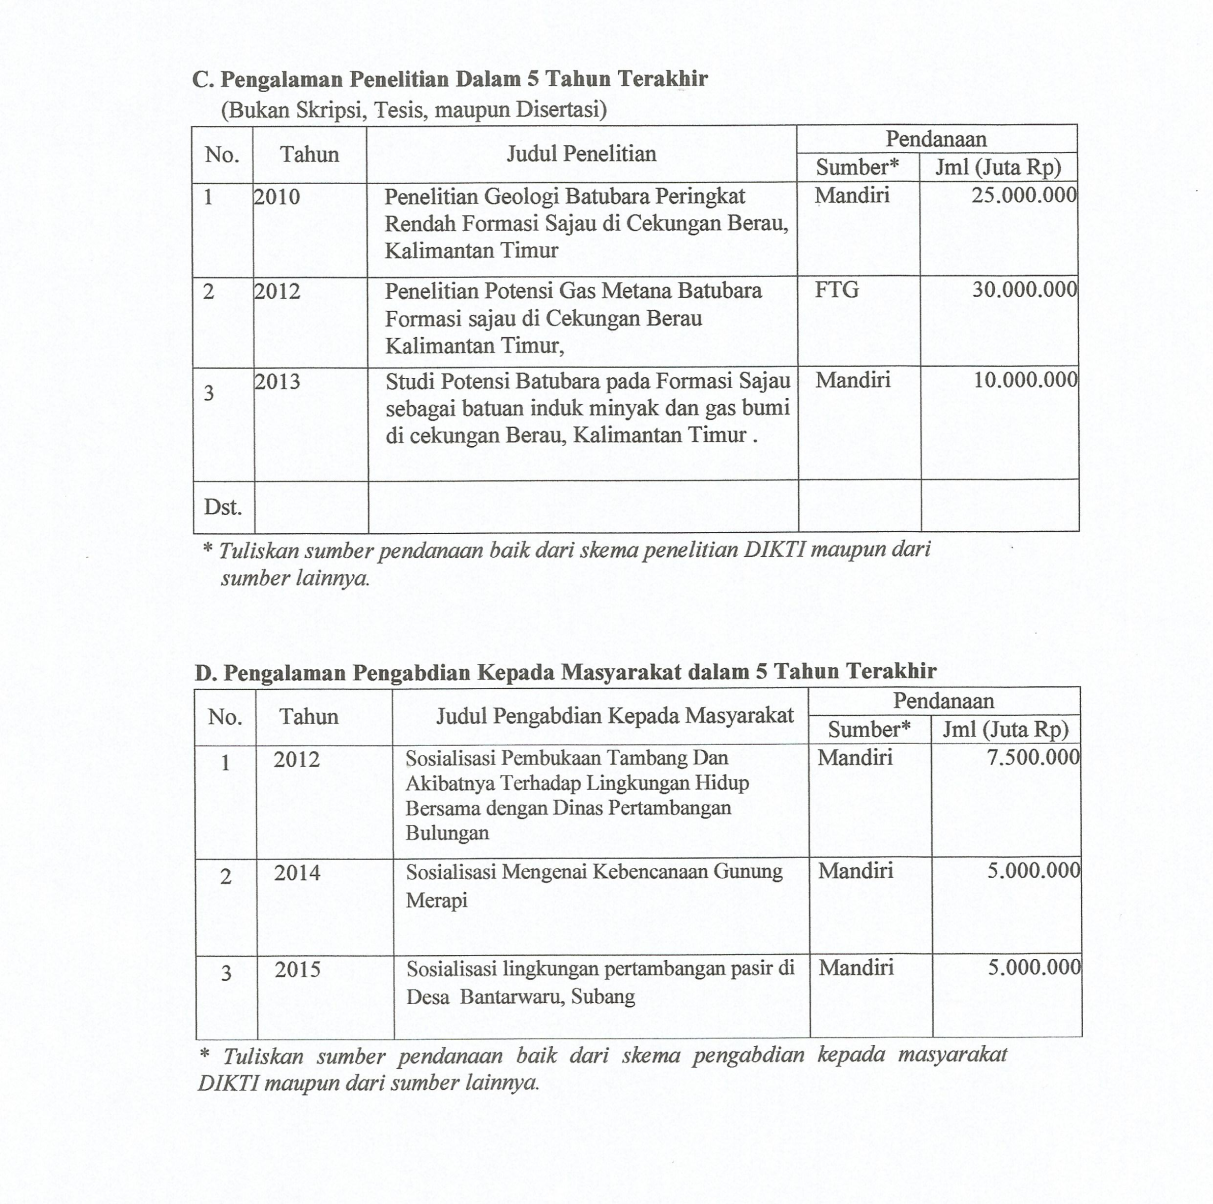 C. Pengalaman Penelitian Dalam 5 Tahun Terakhir
(Bukan Skripsi, Tesis, maupun Disertasi)
No. Tahun Judul Penelitian Pendanaan
Sumber* Jml (Juta Rp)
1 2010 Penelitian Geologi Batubara Peringkat Mandiri 25.000.000
Rendah Formasi Sajau di Cekungan Berau,
Kalimantan Timur
2 2012 Penelitian Potensi Gas Metana Batubara FTG 30.000.000
Formasi sajau di Cekungan Berau
Kalimantan Timur,
3 2013 Studi Potensi Batubara pada Formasi Sajau Mandiri 10.000.000
sebagai batuan induk minyak dan gas bumi
di cekungan Berau, Kalimantan Timur .
Dst.
* Tuliskan sumber pendanaan baik dari skema penelitian DIKTI maupun dari
sumber lainnya.
D. Pengalaman Pengabdian Kepada Masyarakat dalam 5 Tahun Terakhir
No. Tahun Judul Pengabdian Kepada Masyarakat Pendanaan
Sumber* Jml (Juta Rp)
1 2012 Sosialisasi Pembukaan Tambang Dan Mandiri 7.500.000
Akibatnya Terhadap Lingkungan Hidup
Bersama dengan Dinas Pertambangan
Bulungan
2 2014 Sosialisasi Mengenai Kebencanaan Gunung Mandiri 5.000.000
Merapi
3 2015 Sosialisasi lingkungan pertambangan pasir di Mandiri 5.000.000
Desa Bantarwaru, Subang
* Tuliskan sumber pendanaan baik dari skema pengabdian kepada masyarakat
DIKTI maupun dari sumber lainnya.